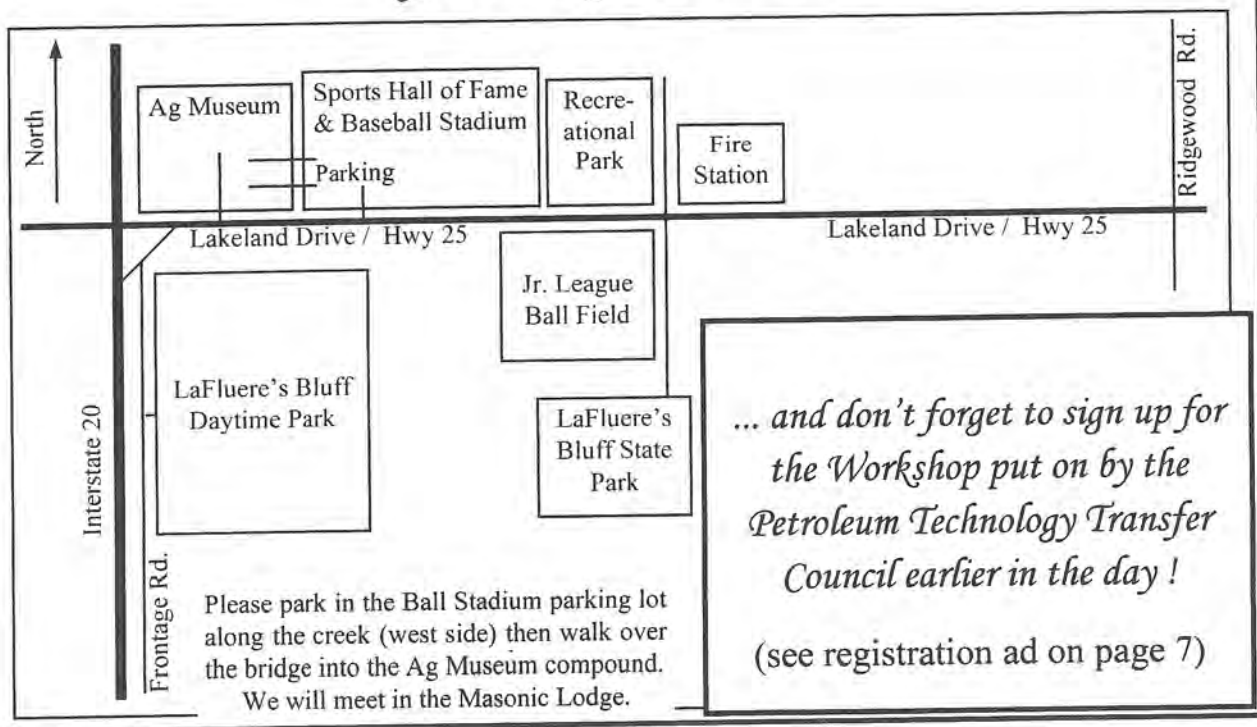 North
Ag Museum
Sports Hall of Fame
& Baseball Stadium
Parking
Recre-
ational
Park
Fire
Station
Ridgewood Rd.
Lakeland Drive / Hwy 25
Lakeland Drive / Hwy 25
Interstate 20
Frontage Rd.
LaFluere's Bluff
Daytime Park
Jr. League
Ball Field
LaFluere's
Bluff State
Park
Please park in the Ball Stadium parking lot
along the creek (west side) then walk over
the bridge into the Ag Museum compound.
We will meet in the Masonic Lodge.
... and don't forget to sign up for
the Workshop put on by the
Petroleum Technology Transfer
Council earlier in the day !
(see registration ad on page 7)